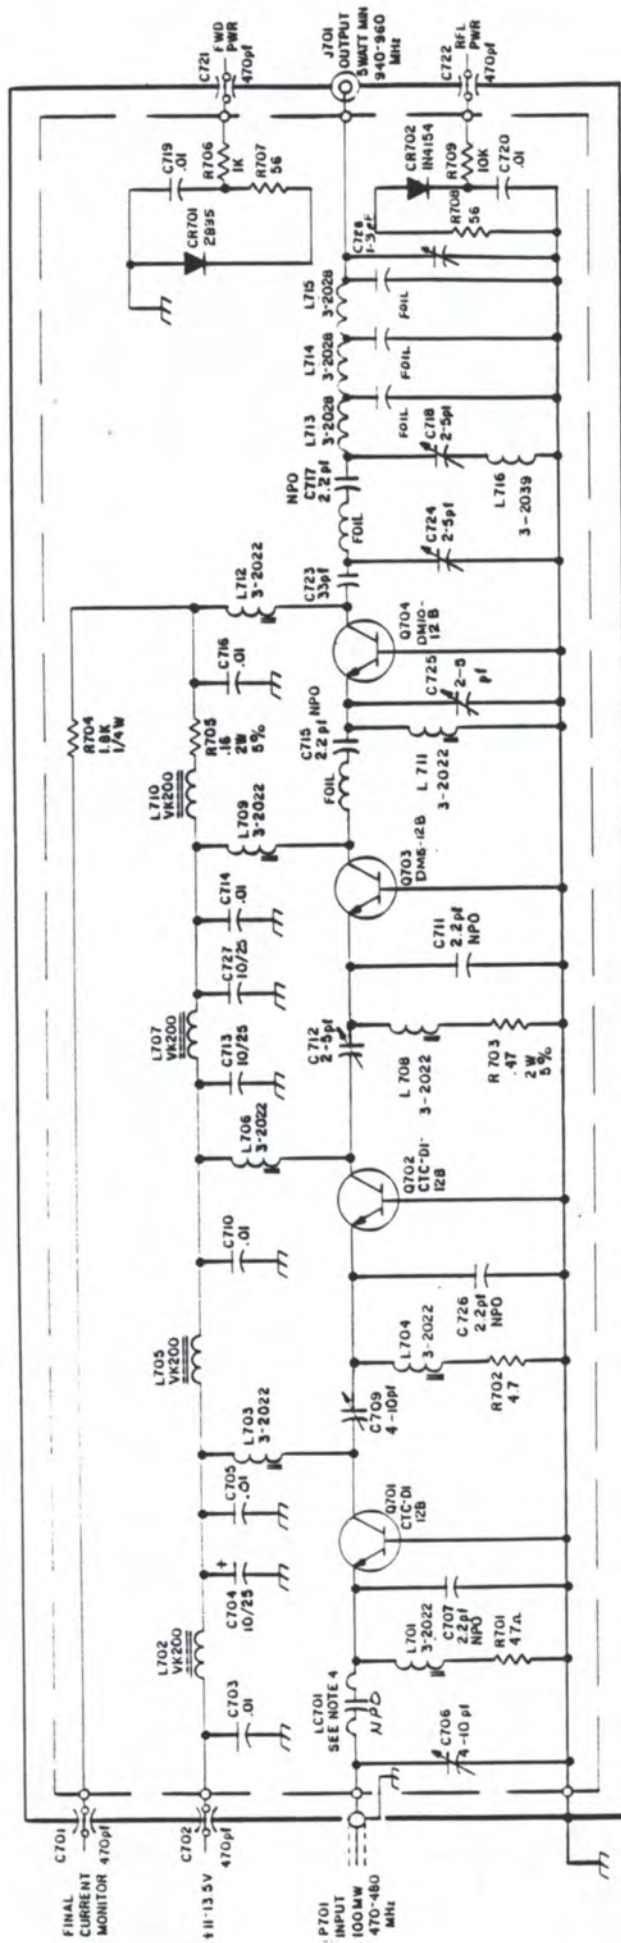 FINAL
CURRENT
MONITOR
C701
470pf
+11-13.5V
C702
470pf
P701
INPUT
100MW
470-480
MHz
R704
1.8K
1/4W
L702
VK200
C703
.01
C704
10/25
+
C705
.01
L703
3-2022
L705
VK200
C710
.01
L706
3-2022
L707
VK200
C713
10/25
C727
10/25
C714
.01
L709
3-2022
L710
VK200
R705
.16
2W
5%
C716
.01
L712
3-2022
LC701
SEE NOTE 4
NPO
C706
4-10 pf
L701
3-2022
R701
47Ω
C707
2.2pf
NPO
Q701
CTC-D1
12B
C709
4-10pf
L704
3-2022
R702
4.7
C726
2.2pf
NPO
Q702
CTC-D1-
12B
C712
2-5pf
L708
3-2022
R703
.47
2W
5%
C711
2.2pf
NPO
Q703
DM6-12B
FOIL
C715
2.2pf NPO
L711
3-2022
C725
2-5
pf
Q704
DM10-
12B
C723
33pf
C724
2-5pf
FOIL
NPO
C717
2.2pf
C718
2-5pf
L716
3-2039
L713
3-2028
L714
3-2028
L715
3-2028
FOIL
FOIL
FOIL
C728
1-3pF
R708
56
CR702
1N4154
R709
10K
C720
.01
CR701
2835
C719
.01
R706
1K
R707
56
C721
470pf
FWD
PWR
J701
OUTPUT
5 WATT MIN
940-960
MHz
C722
470pf
RFL
PWR